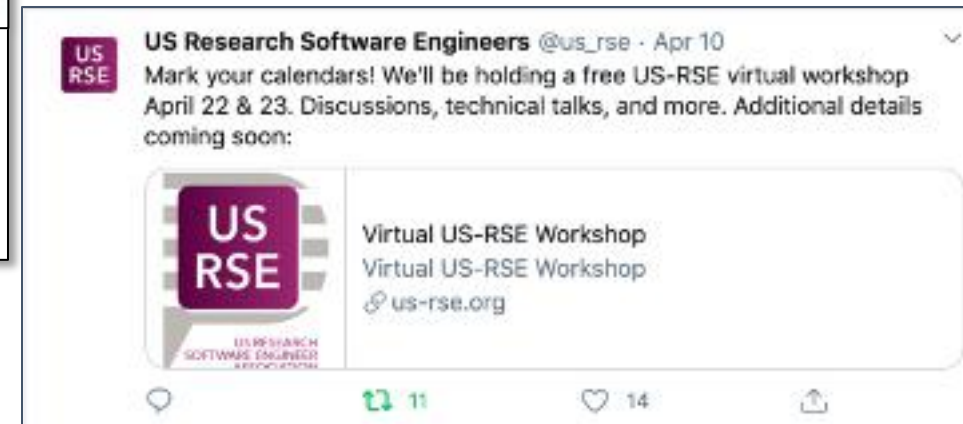 US
RSE
US Research Software Engineers @us_rse · Apr 10
Mark your calendars! We'll be holding a free US-RSE virtual workshop
April 22 & 23. Discussions, technical talks, and more. Additional details
coming soon:
US
RSE
US RESEARCH
SOFTWARE ENGINEER
ASSOCIATION
Virtual US-RSE Workshop
Virtual US-RSE Workshop
us-rse.org
11
14